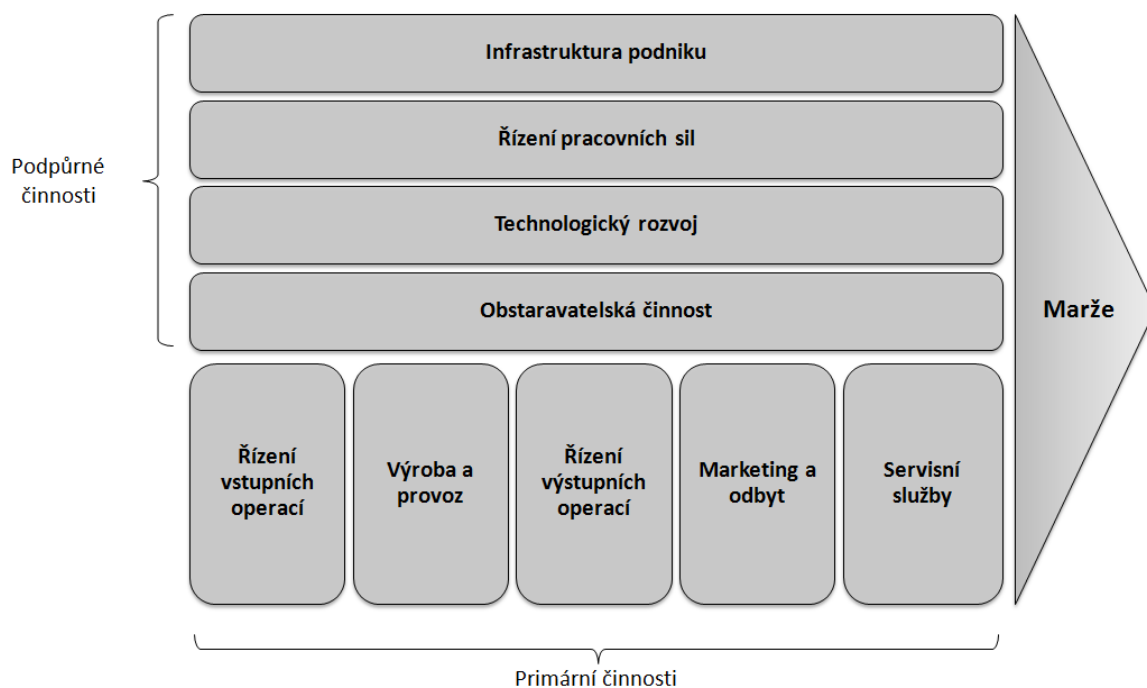 Infrastruktura podniku
Řízení pracovních sil
Podpůrné
činnosti
Technologický rozvoj
Obstaravatelská činnost
Marže
Řízení
vstupních
operací
Výroba a
provoz
Řízení
výstupních
operací
Marketing a
odbyt
Servisní
služby
Primární činnosti